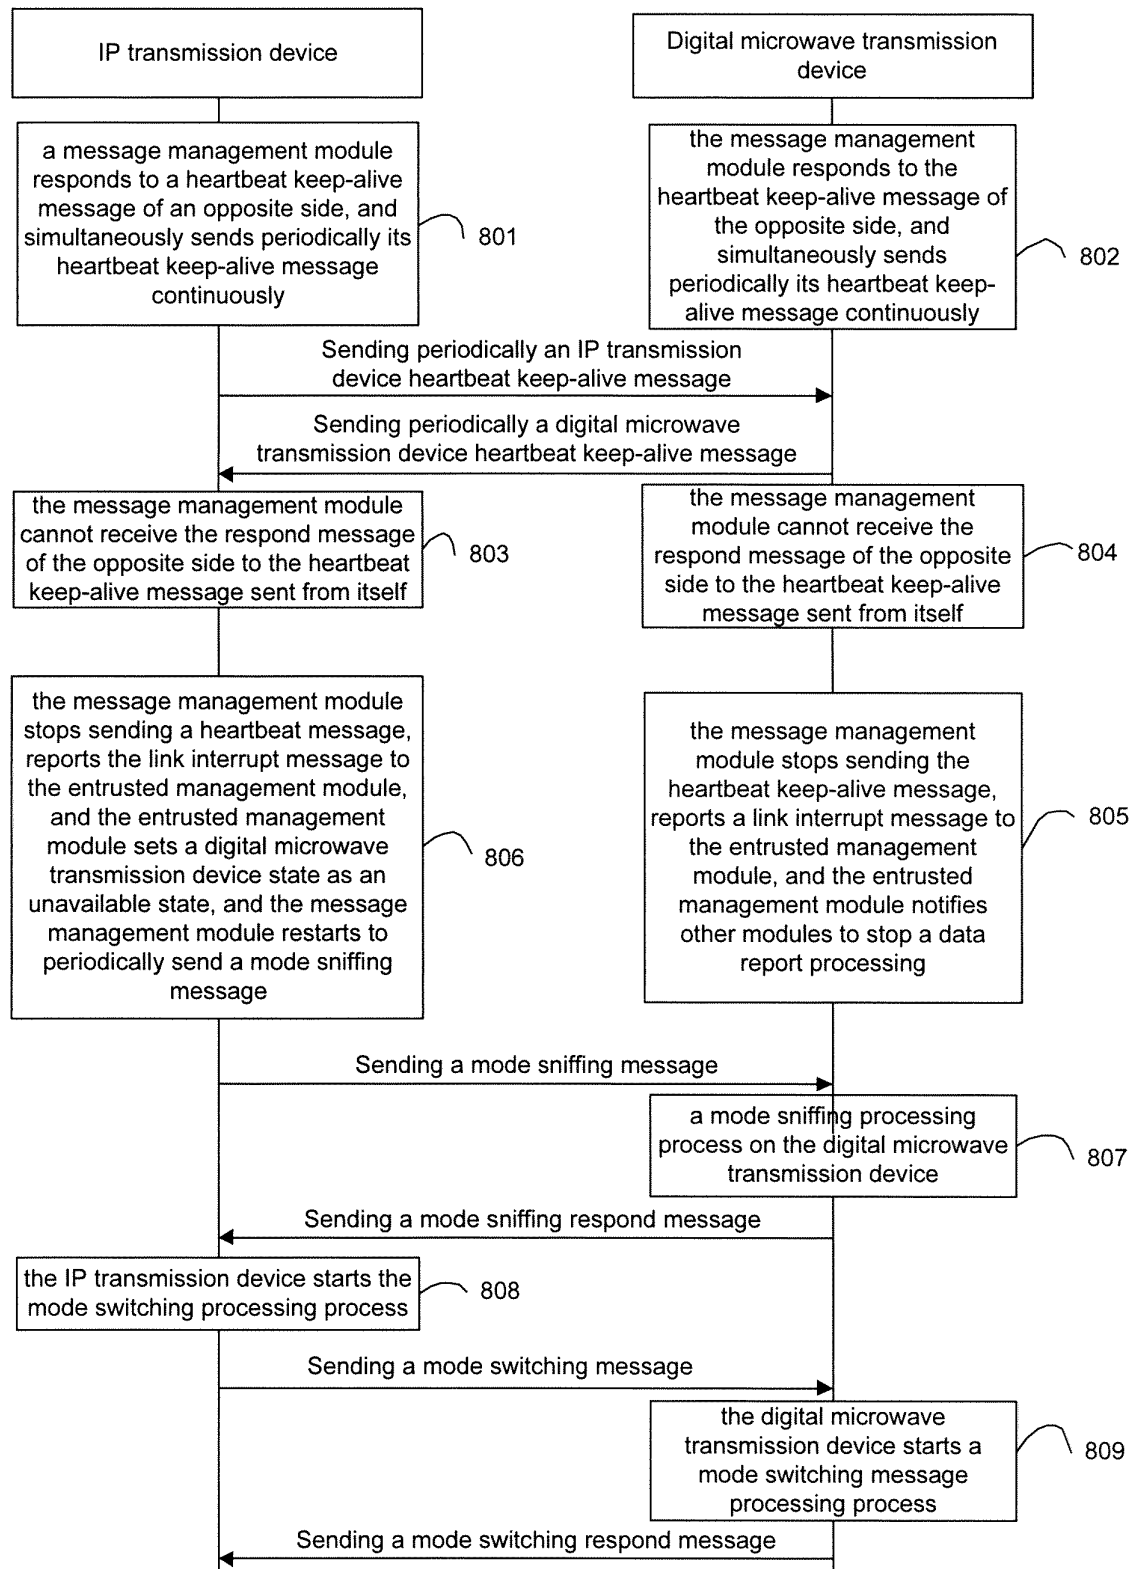 IP transmission device
Digital microwave transmission
device
a message management module
responds to a heartbeat keep-alive
message of an opposite side, and
simultaneously sends periodically its
heartbeat keep-alive message
continuously
801
the message management
module responds to the
heartbeat keep-alive message of
the opposite side, and
simultaneously sends
periodically its heartbeat keep-
alive message continuously
802
Sending periodically an IP transmission
device heartbeat keep-alive message
Sending periodically a digital microwave
transmission device heartbeat keep-alive message
the message management module
cannot receive the respond message
of the opposite side to the heartbeat
keep-alive message sent from itself
803
the message management
module cannot receive the
respond message of the opposite
side to the heartbeat keep-alive
message sent from itself
804
the message management module
stops sending a heartbeat message,
reports the link interrupt message to
the entrusted management module,
and the entrusted management
module sets a digital microwave
transmission device state as an
unavailable state, and the message
management module restarts to
periodically send a mode sniffing
message
806
the message management
module stops sending the
heartbeat keep-alive message,
reports a link interrupt message to
the entrusted management
module, and the entrusted
management module notifies
other modules to stop a data
report processing
805
Sending a mode sniffing message
a mode sniffing processing
process on the digital microwave
transmission device
807
Sending a mode sniffing respond message
the IP transmission device starts the
mode switching processing process
808
Sending a mode switching message
the digital microwave
transmission device starts a
mode switching message
processing process
809
Sending a mode switching respond message